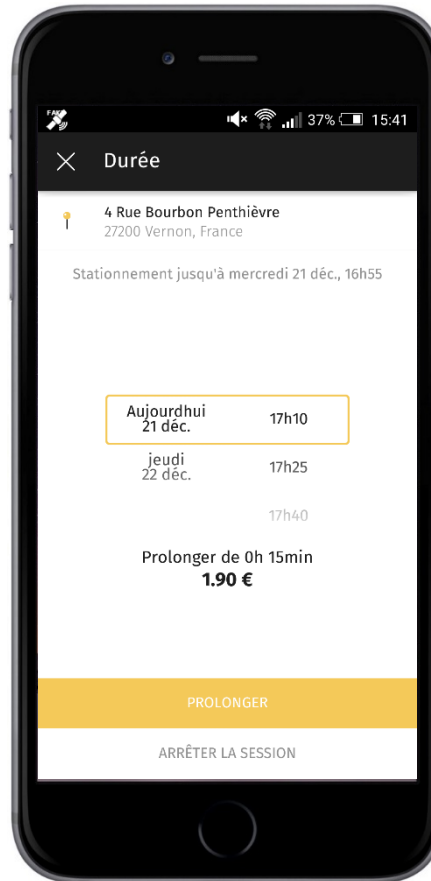 FAK
37% 15:41
Durée
4 Rue Bourbon Penthièvre
27200 Vernon, France
Stationnement jusqu'à mercredi 21 déc., 16h55
Aujourdhui 17h10
21 déc.
jeudi 17h25
22 déc.
17h40
Prolonger de 0h 15min
1.90 €
PROLONGER
ARRÊTER LA SESSION